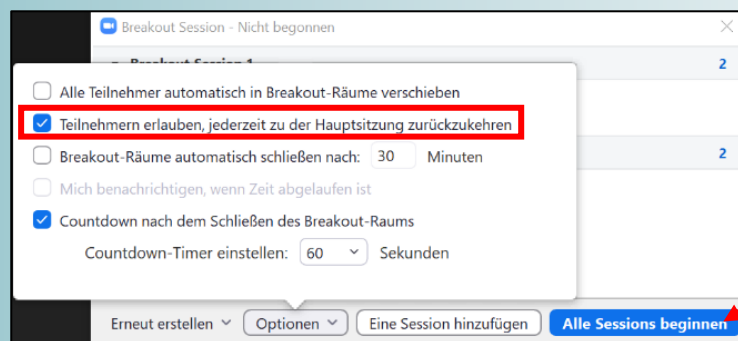 Breakout Session - Nicht begonnen
Breakout Session 1 2
Alle Teilnehmer automatisch in Breakout-Räume verschieben
Teilnehmern erlauben, jederzeit zu der Hauptsitzung zurückzukehren
Breakout-Räume automatisch schließen nach: 30 Minuten
2
Mich benachrichtigen, wenn Zeit abgelaufen ist
Countdown nach dem Schließen des Breakout-Raums
Countdown-Timer einstellen: 60 Sekunden
Erneut erstellen Optionen Eine Session hinzufügen Alle Sessions beginnen